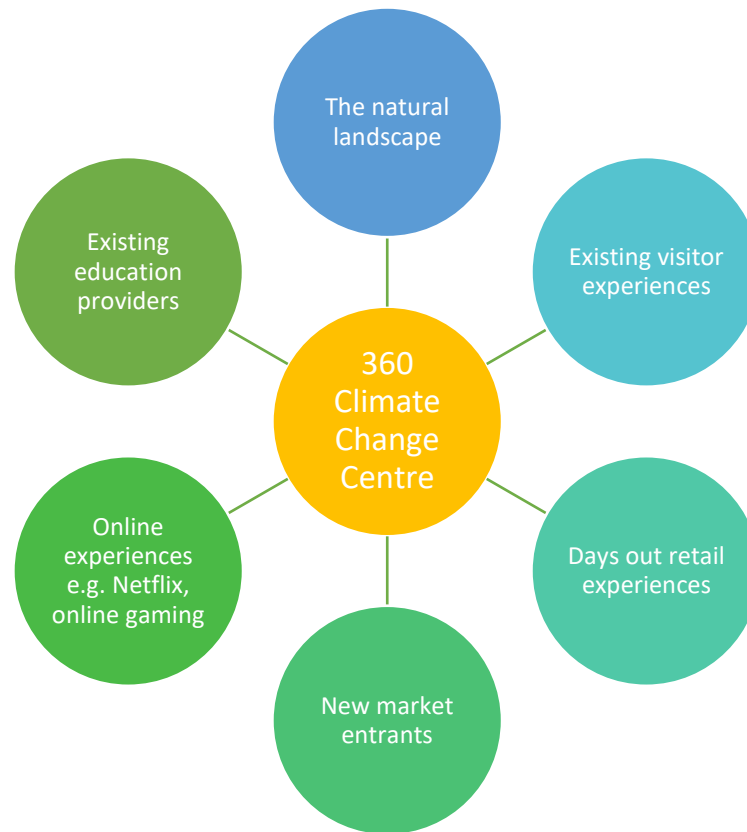 The natural
landscape
Existing
education
providers
Existing visitor
experiences
360
Climate
Change
Centre
Online
experiences
e.g. Netflix,
online gaming
Days out retail
experiences
New market
entrants